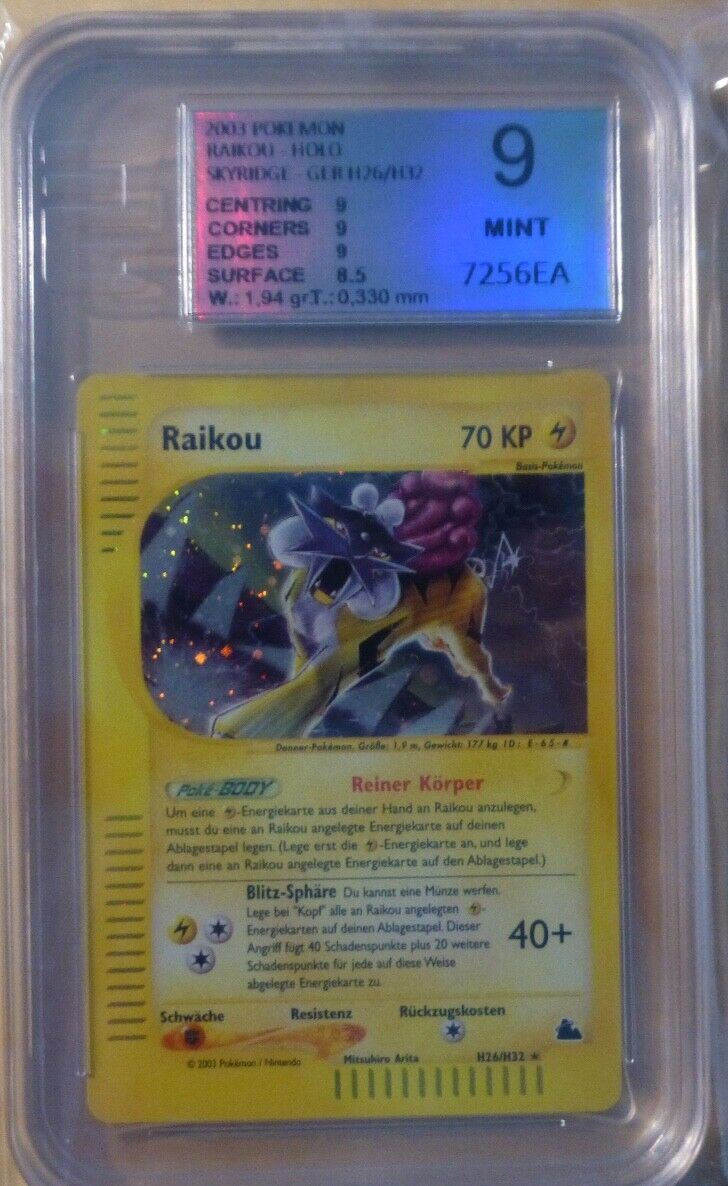 2003 POKEMON
RAIKOU - HOLO
SKYRIDGE - GER H26/H32
CENTRING 9
CORNERS 9
EDGES 9
SURFACE 8.5
W.: 1,94 gr.T.: 0,330 mm
9
MINT
7256EA
Raikou 70 KP
Basis-Pokémon
Donner-Pokémon. Größe: 1,9 m, Gewicht: 177 kg ID: E-65-#
Poké-BODY Reiner Körper
Um eine -Energiekarte aus deiner Hand an Raikou anzulegen,
musst du eine an Raikou angelegte Energiekarte auf deinen
Ablagestapel legen. (Lege erst die -Energiekarte an, und lege
dann eine an Raikou angelegte Energiekarte auf den Ablagestapel.)
Blitz-Sphäre Du kannst eine Münze werfen.
Lege bei "Kopf" alle an Raikou angelegten -
Energiekarten auf deinen Ablagestapel. Dieser
Angriff fügt 40 Schadenspunkte plus 20 weitere
Schadenspunkte für jede auf diese Weise
abgelegte Energiekarte zu.
40+
Schwäche Resistenz Rückzugskosten
© 2003 Pokémon / Nintendo Mitsuhiro Arita H26/H32 ★